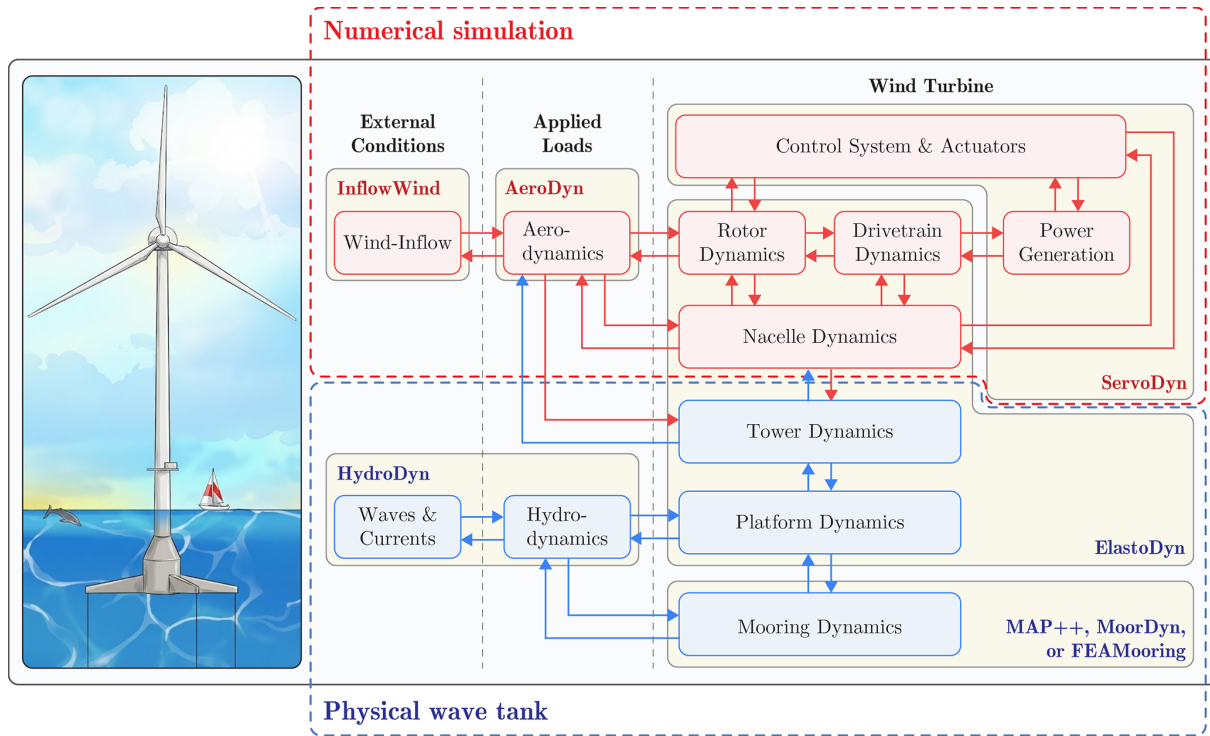 Numerical simulation
Wind Turbine
External
Conditions
Applied
Loads
InflowWind
AeroDyn
Control System & Actuators
Wind-Inflow
Aero-
dynamics
Rotor
Dynamics
Drivetrain
Dynamics
Power
Generation
Nacelle Dynamics
ServoDyn
Tower Dynamics
HydroDyn
Waves &
Currents
Hydro-
dynamics
Platform Dynamics
ElastoDyn
Mooring Dynamics
MAP++, MoorDyn,
or FEAMooring
Physical wave tank